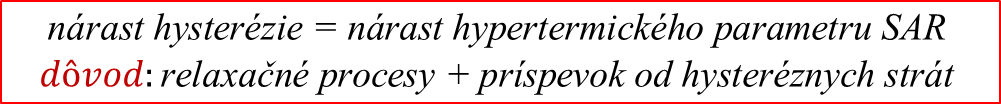 nárast hysterézie = nárast hypertermického parametru SAR
dôvod: relaxačné procesy + príspevok od hysteréznych strát